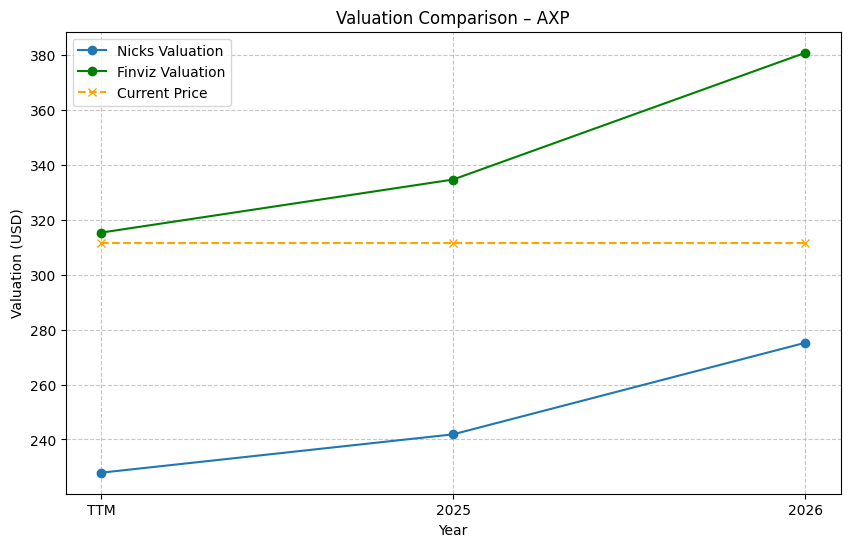 Valuation Comparison – AXP
Nicks Valuation
Finviz Valuation
Current Price
Valuation (USD)
380
360
340
320
300
280
260
240
TTM
2025
2026
Year